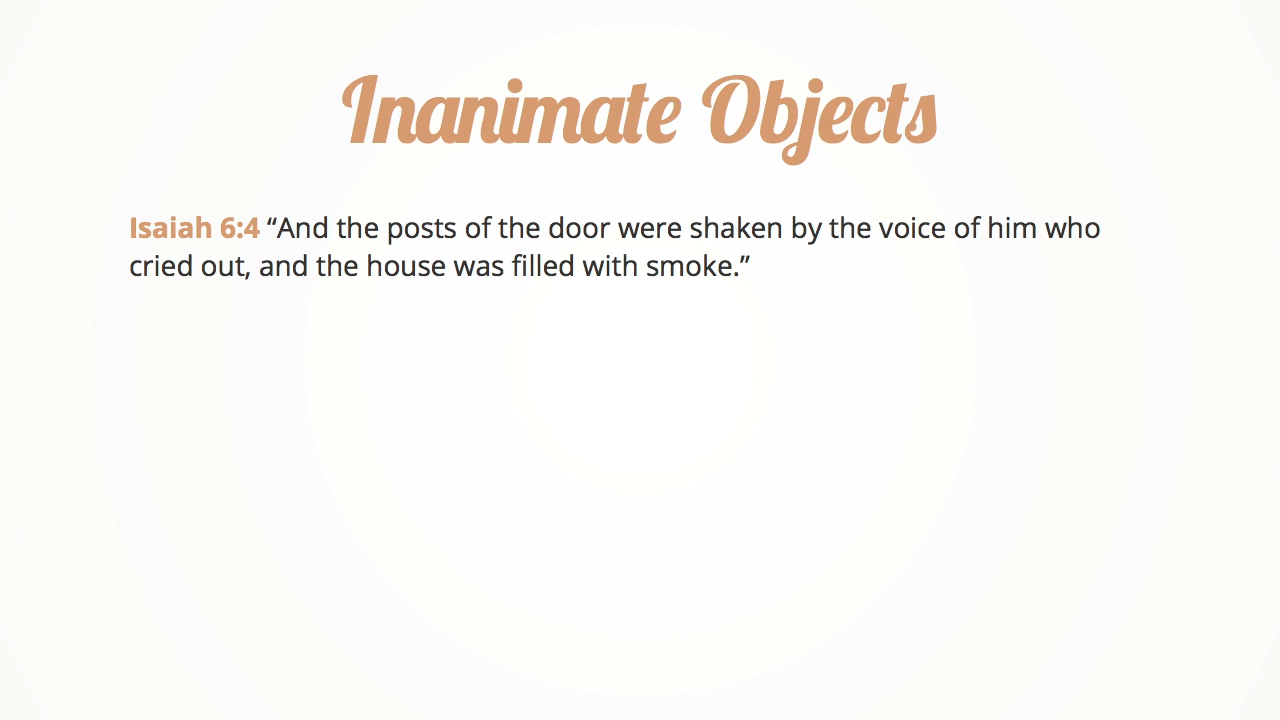 Inanimate Objects
Isaiah 6:4 “And the posts of the door were shaken by the voice of him who
cried out, and the house was filled with smoke.”